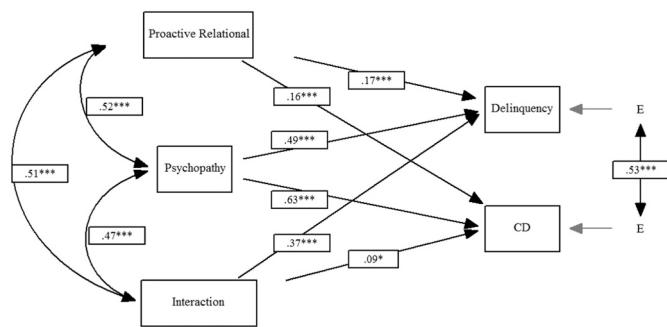 Proactive Relational
.17***
.16***
.52***
Delinquency
E
.49***
Psychopathy
.51***
.53***
.63***
.47***
.37***
CD
E
.09*
Interaction